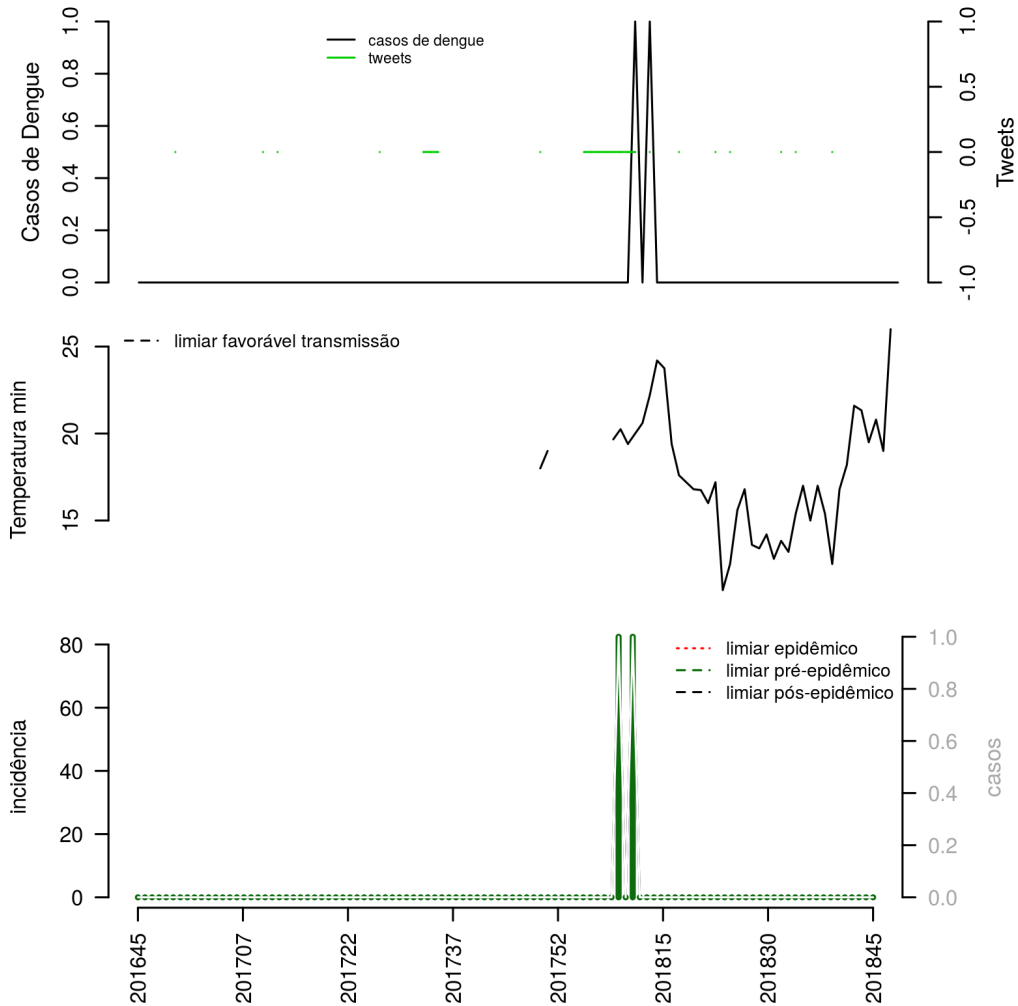 casos de dengue
tweets
Casos de Dengue
0.0 0.2 0.4 0.6 0.8 1.0
Tweets
-1.0 -0.5 0.0 0.5 1.0
limiar favorável transmissão
Temperatura min
15 20 25
limiar epidêmico
limiar pré-epidêmico
limiar pós-epidêmico
incidência
80
60
40
20
0
casos
1.0
0.8
0.6
0.4
0.2
0.0
201645 201707 201722 201737 201752 201815 201830 201845